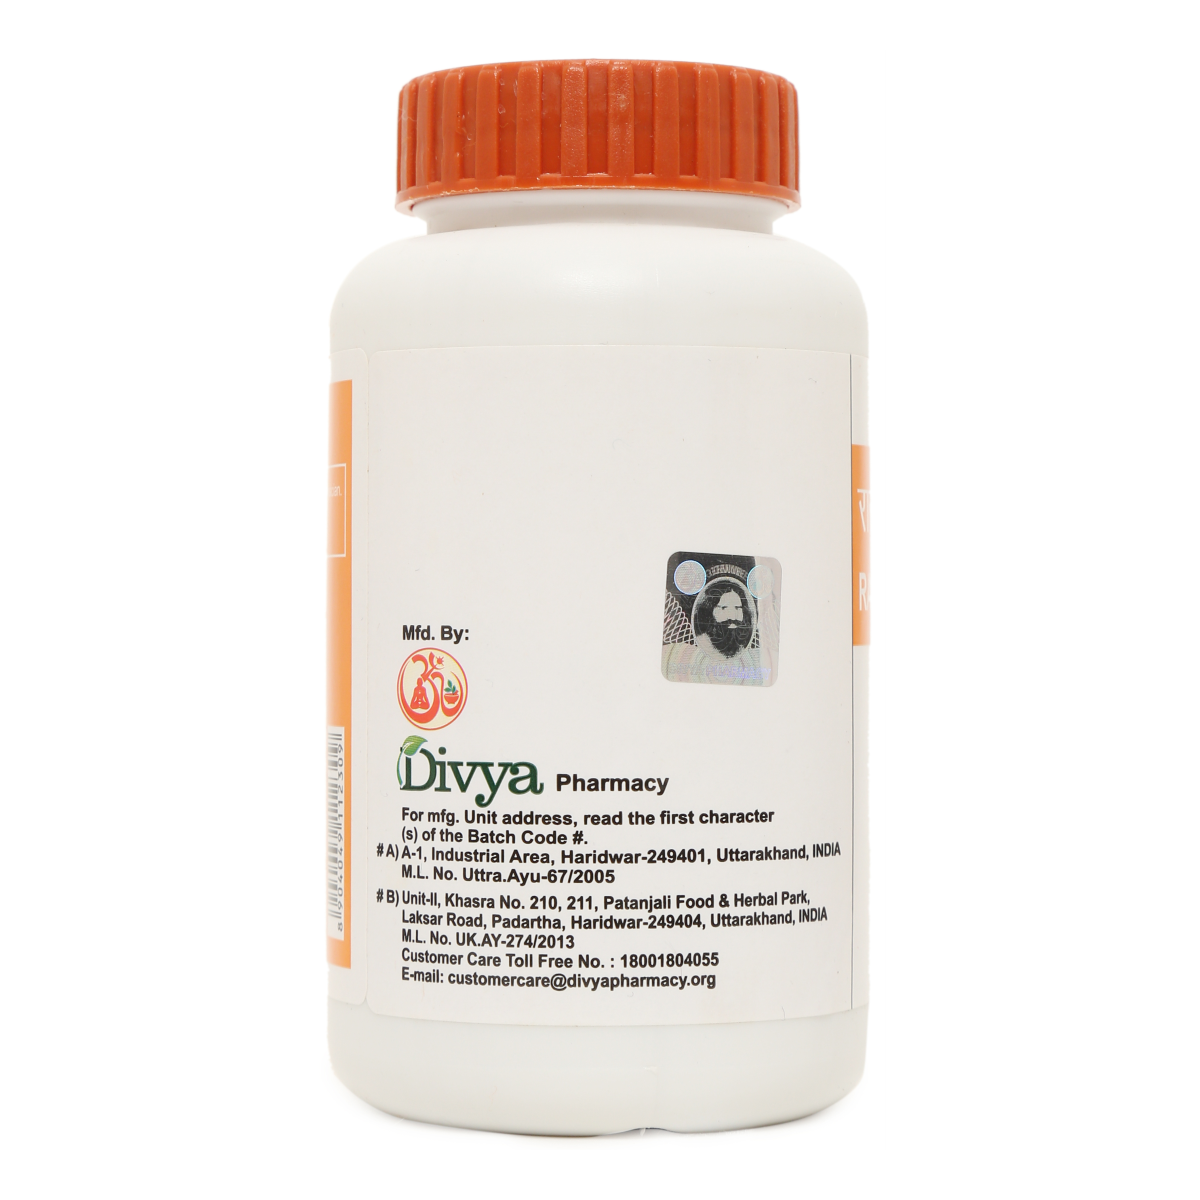 Mfd. By:
Divya Pharmacy
For mfg. Unit address, read the first character
(s) of the Batch Code #.
# A) A-1, Industrial Area, Haridwar-249401, Uttarakhand, INDIA
M.L. No. Uttra.Ayu-67/2005
# B) Unit-II, Khasra No. 210, 211, Patanjali Food & Herbal Park,
Laksar Road, Padartha, Haridwar-249404, Uttarakhand, INDIA
M.L. No. UK.AY-274/2013
Customer Care Toll Free No. : 18001804055
E-mail: customercare@divyapharmacy.org
8904049112309
रा
RA